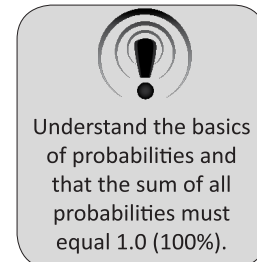 Understand the basics
of probabilities and
that the sum of all
probabilities must
equal 1.0 (100%).